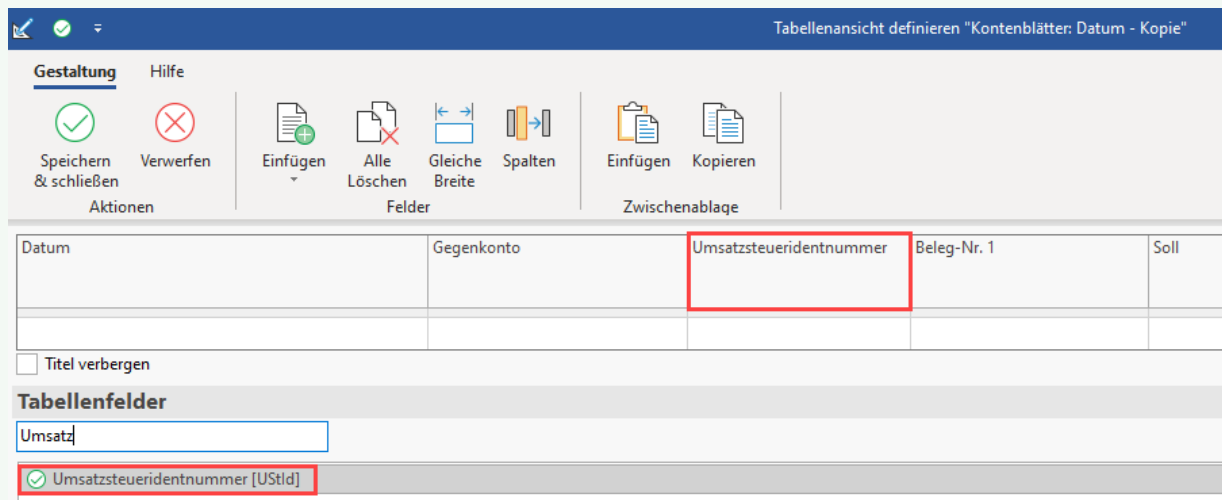 Tabellenansicht definieren "Kontenblätter: Datum - Kopie"
Gestaltung Hilfe
Speichern & schließen
Verwerfen
Einfügen
Alle Löschen
Gleiche Breite
Spalten
Einfügen
Kopieren
Aktionen Felder Zwischenablage
Datum Gegenkonto Umsatzsteueridentnummer Beleg-Nr. 1 Soll
Titel verbergen
Tabellenfelder
Umsatz
Umsatzsteueridentnummer [UStId]